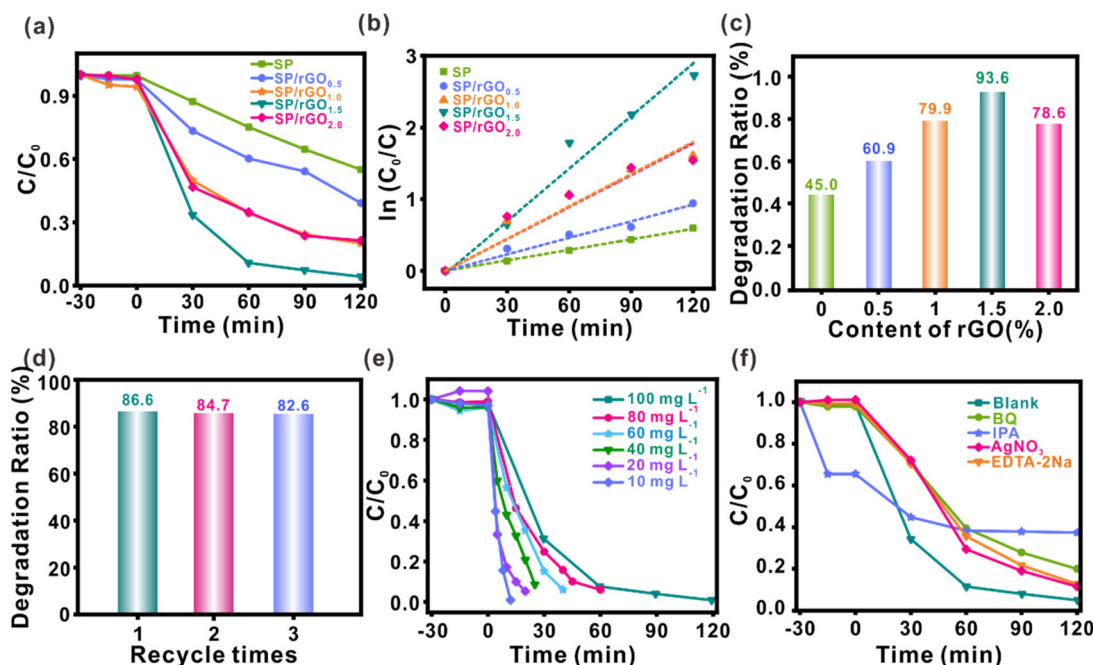 (a)
SP
SP/rGO0.5
SP/rGO1.0
SP/rGO1.5
SP/rGO2.0
C/C0
0.9
0.6
0.3
0.0
-30 0 30 60 90 120
Time (min)
(b)
SP
SP/rGO0.5
SP/rGO1.0
SP/rGO1.5
SP/rGO2.0
ln (C0/C)
3
2
1
0
0 30 60 90 120
Time (min)
(c)
Degradation Ratio (%)
1.0
0.8
0.6
0.4
0.2
0.0
45.0
60.9
79.9
93.6
78.6
0 0.5 1 1.5 2.0
Content of rGO(%)
(d)
Degradation Ratio (%)
100
80
60
40
20
0
86.6
84.7
82.6
1 2 3
Recycle times
(e)
100 mg L-1
80 mg L-1
60 mg L-1
40 mg L-1
20 mg L-1
10 mg L-1
C/C0
1.2
1.0
0.8
0.6
0.4
0.2
0.0
-30 0 30 60 90 120
Time (min)
(f)
Blank
BQ
IPA
AgNO3
EDTA-2Na
C/C0
1.2
1.0
0.8
0.6
0.4
0.2
0.0
-30 0 30 60 90 120
Time (min)